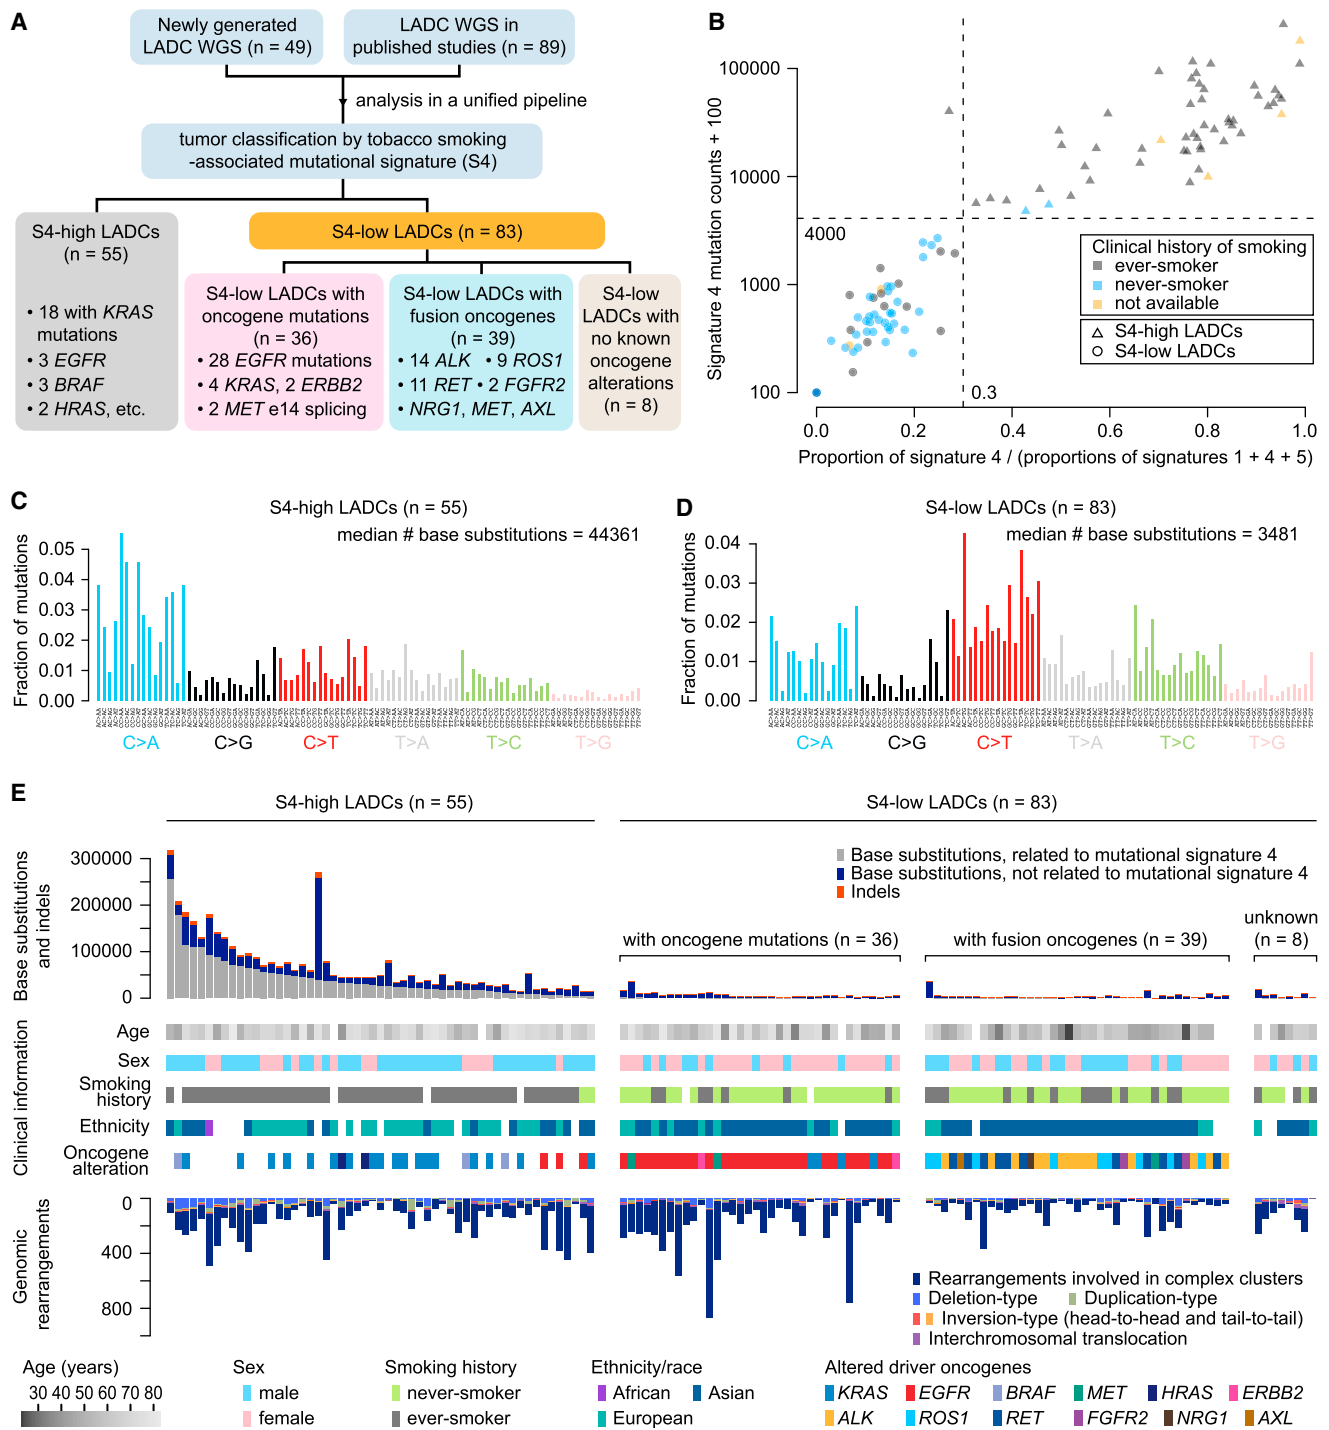 A
Newly generated
LADC WGS (n = 49)
LADC WGS in
published studies (n = 89)
analysis in a unified pipeline
tumor classification by tobacco smoking
-associated mutational signature (S4)
S4-high LADCs
(n = 55)
• 18 with KRAS
mutations
• 3 EGFR
• 3 BRAF
• 2 HRAS, etc.
S4-low LADCs (n = 83)
S4-low LADCs with
oncogene mutations
(n = 36)
• 28 EGFR mutations
• 4 KRAS, 2 ERBB2
• 2 MET e14 splicing
S4-low LADCs with
fusion oncogenes
(n = 39)
• 14 ALK • 9 ROS1
• 11 RET • 2 FGFR2
• NRG1, MET, AXL
S4-low
LADCs with
no known
oncogene
alterations
(n = 8)
B
Signature 4 mutation counts + 100
100000
10000
1000
100
4000
0.3
Clinical history of smoking
ever-smoker
never-smoker
not available
S4-high LADCs
S4-low LADCs
0.0 0.2 0.4 0.6 0.8 1.0
Proportion of signature 4 / (proportions of signatures 1 + 4 + 5)
C
S4-high LADCs (n = 55)
median # base substitutions = 44361
Fraction of mutations
0.05
0.04
0.03
0.02
0.01
0.00
C>A C>G C>T T>A T>C T>G
D
S4-low LADCs (n = 83)
median # base substitutions = 3481
Fraction of mutations
0.04
0.03
0.02
0.01
0.00
C>A C>G C>T T>A T>C T>G
E
S4-high LADCs (n = 55)
S4-low LADCs (n = 83)
Base substitutions
and indels
300000
200000
100000
0
Base substitutions, related to mutational signature 4
Base substitutions, not related to mutational signature 4
Indels
with oncogene mutations (n = 36)
with fusion oncogenes (n = 39)
unknown
(n = 8)
Clinical information
Age
Sex
Smoking
history
Ethnicity
Oncogene
alteration
Genomic
rearrangements
0
400
800
Rearrangements involved in complex clusters
Deletion-type Duplication-type
Inversion-type (head-to-head and tail-to-tail)
Interchromosomal translocation
Age (years)
30 40 50 60 70 80
Sex
male
female
Smoking history
never-smoker
ever-smoker
Ethnicity/race
African Asian
European
Altered driver oncogenes
KRAS EGFR BRAF MET HRAS ERBB2
ALK ROS1 RET FGFR2 NRG1 AXL